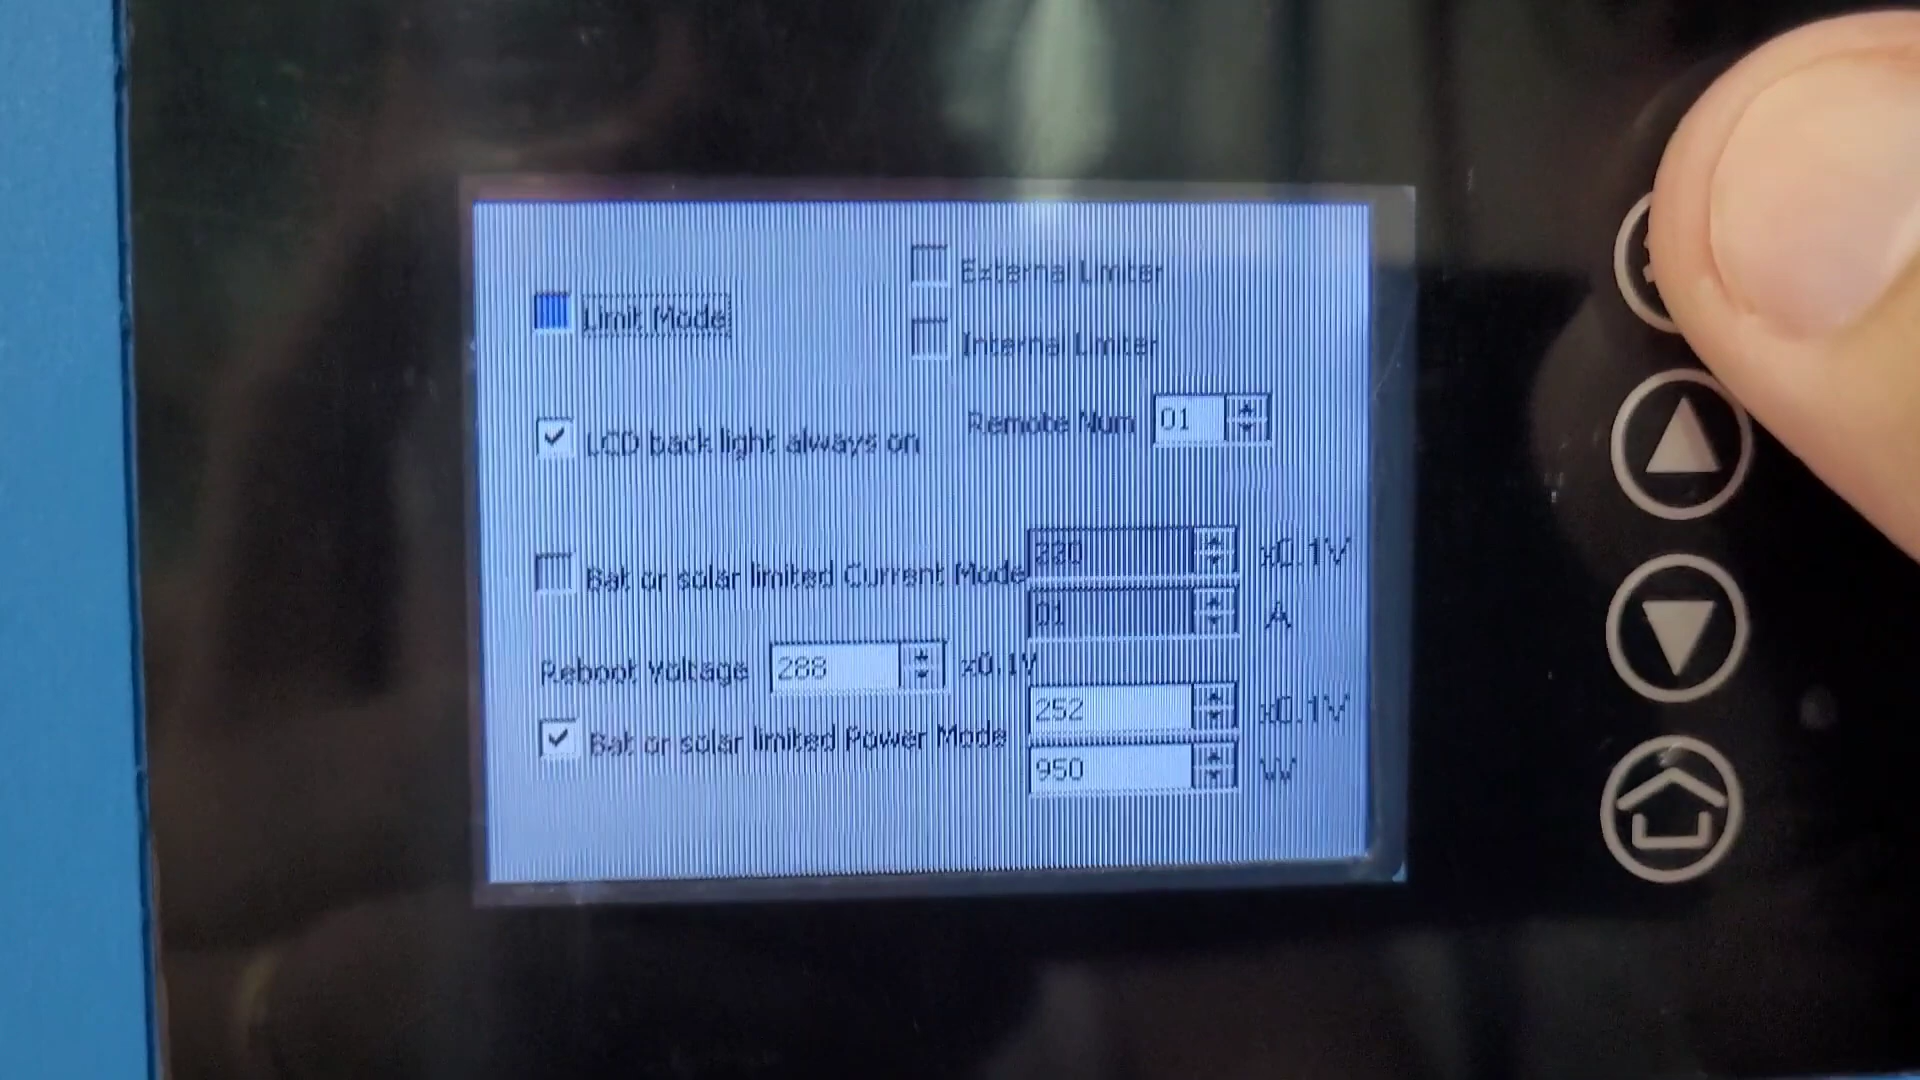 External Limiter
Limit Mode
Internal Limiter
Remote Num 01
LCD back light always on
220 x0.1V
Bat or solar limited Current Mode
01 A
Reboot Voltage 288 x0.1V
252 x0.1V
Bat or solar limited Power Mode
950 W